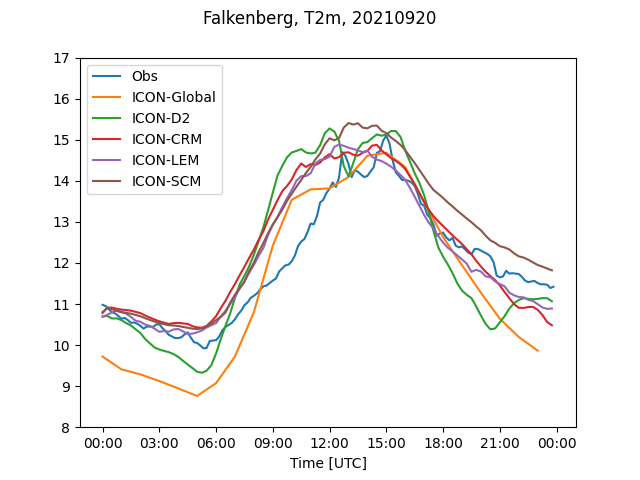 Falkenberg, T2m, 20210920
17
16
15
14
13
12
11
10
9
8
Obs
ICON-Global
ICON-D2
ICON-CRM
ICON-LEM
ICON-SCM
00:00 03:00 06:00 09:00 12:00 15:00 18:00 21:00 00:00
Time [UTC]